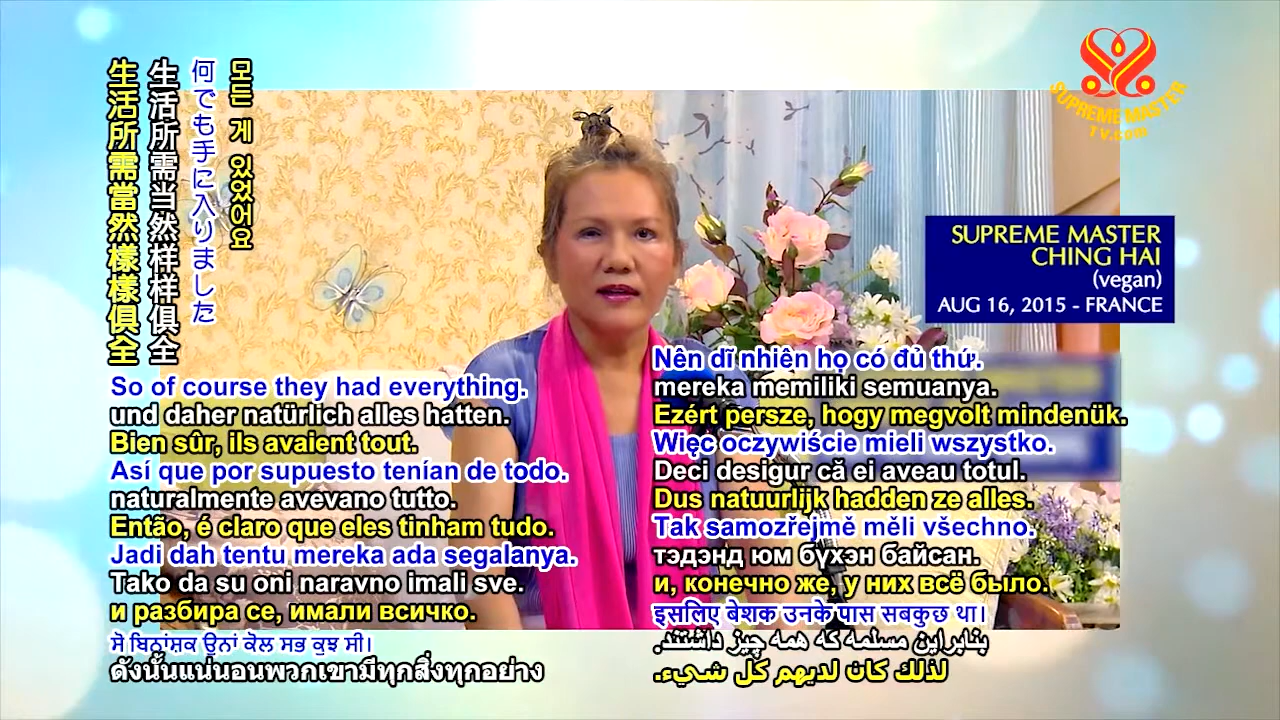 生活所需當然樣樣俱全
生活所需当然样样俱全
何でも手に入りました
모든 게 있었어요
SUPREME MASTER
TV.com
SUPREME MASTER
CHING HAI
(vegan)
AUG 16, 2015 - FRANCE
So of course they had everything.
und daher natürlich alles hatten.
Bien sûr, ils avaient tout.
Así que por supuesto tenían de todo.
naturalmente avevano tutto.
Então, é claro que eles tinham tudo.
Jadi dah tentu mereka ada segalanya.
Tako da su oni naravno imali sve.
и разбира се, имали всичко.
ਸੋ ਬਿਨਾਂਸ਼ਕ ਉਨਾਂ ਕੋਲ ਸਭ ਕੁਝ ਸੀ।
ดังนั้นแน่นอนพวกเขามีทุกสิ่งทุกอย่าง
Nên dĩ nhiên họ có đủ thứ.
mereka memiliki semuanya.
Ezért persze, hogy megvolt mindenük.
Więc oczywiście mieli wszystko.
Deci desigur că ei aveau totul.
Dus natuurlijk hadden ze alles.
Tak samozřejmě měli všechno.
тэдэнд юм бүхэн байсан.
и, конечно же, у них всё было.
इसलिए बेशक उनके पास सबकुछ था।
بنابراین مسلمه که همه چیز داشتند.
لذلك كان لديهم كل شيء.